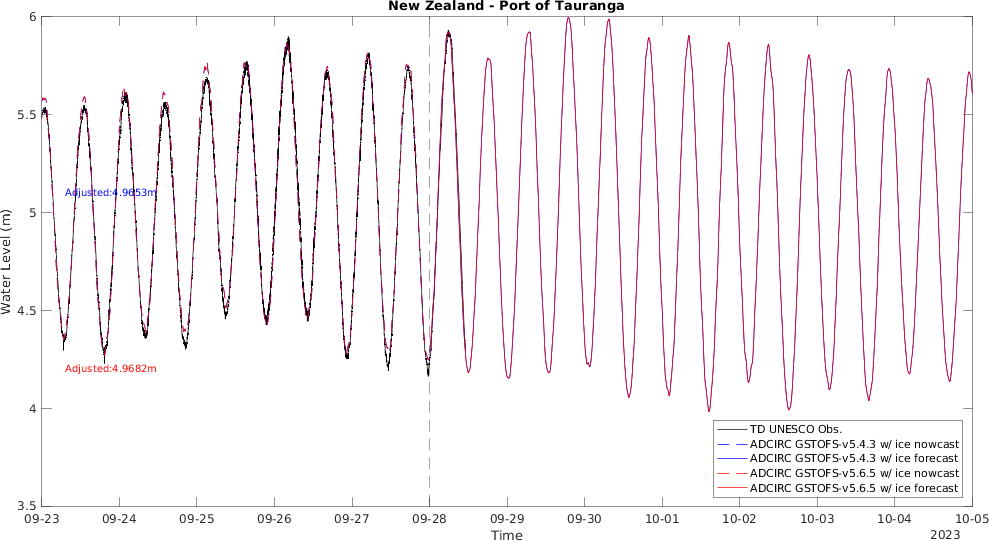 New Zealand - Port of Tauranga
Water Level (m)
6
5.5
5
4.5
4
3.5
Adjusted:4.9653m
Adjusted:4.9682m
TD UNESCO Obs.
ADCIRC GSTOFS-v5.4.3 w/ ice nowcast
ADCIRC GSTOFS-v5.4.3 w/ ice forecast
ADCIRC GSTOFS-v5.6.5 w/ ice nowcast
ADCIRC GSTOFS-v5.6.5 w/ ice forecast
09-23 09-24 09-25 09-26 09-27 09-28 09-29 09-30 10-01 10-02 10-03 10-04 10-05
Time
2023